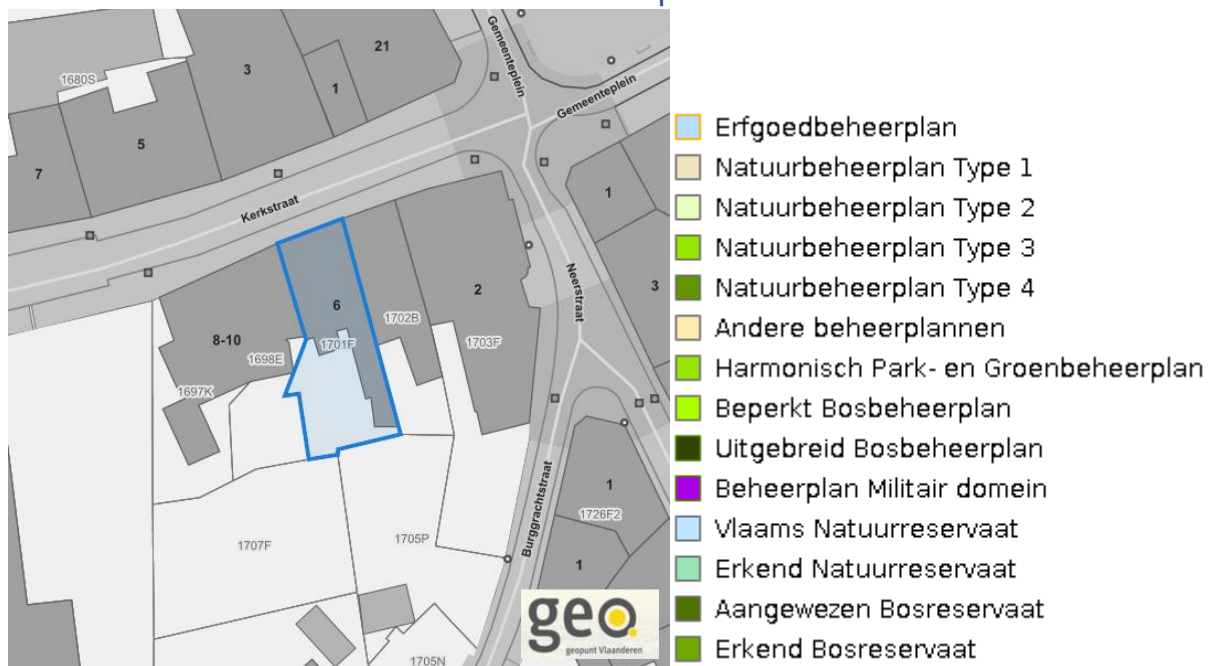 21
Gemeenteplein
3
1680S
1
Gemeenteplein
5
7
1
Kerkstraat
Neerstraat
3
2
6
1702B
8-10
1701F
1703F
1698E
1697K
Burggrachtstraat
1
1726F2
1707F
1705P
1
1705N
geo
geopunt Vlaanderen
Erfgoedbeheerplan
Natuurbeheerplan Type 1
Natuurbeheerplan Type 2
Natuurbeheerplan Type 3
Natuurbeheerplan Type 4
Andere beheerplannen
Harmonisch Park- en Groenbeheerplan
Beperkt Bosbeheerplan
Uitgebreid Bosbeheerplan
Beheerplan Militair domein
Vlaams Natuurreservaat
Erkend Natuurreservaat
Aangewezen Bosreservaat
Erkend Bosreservaat